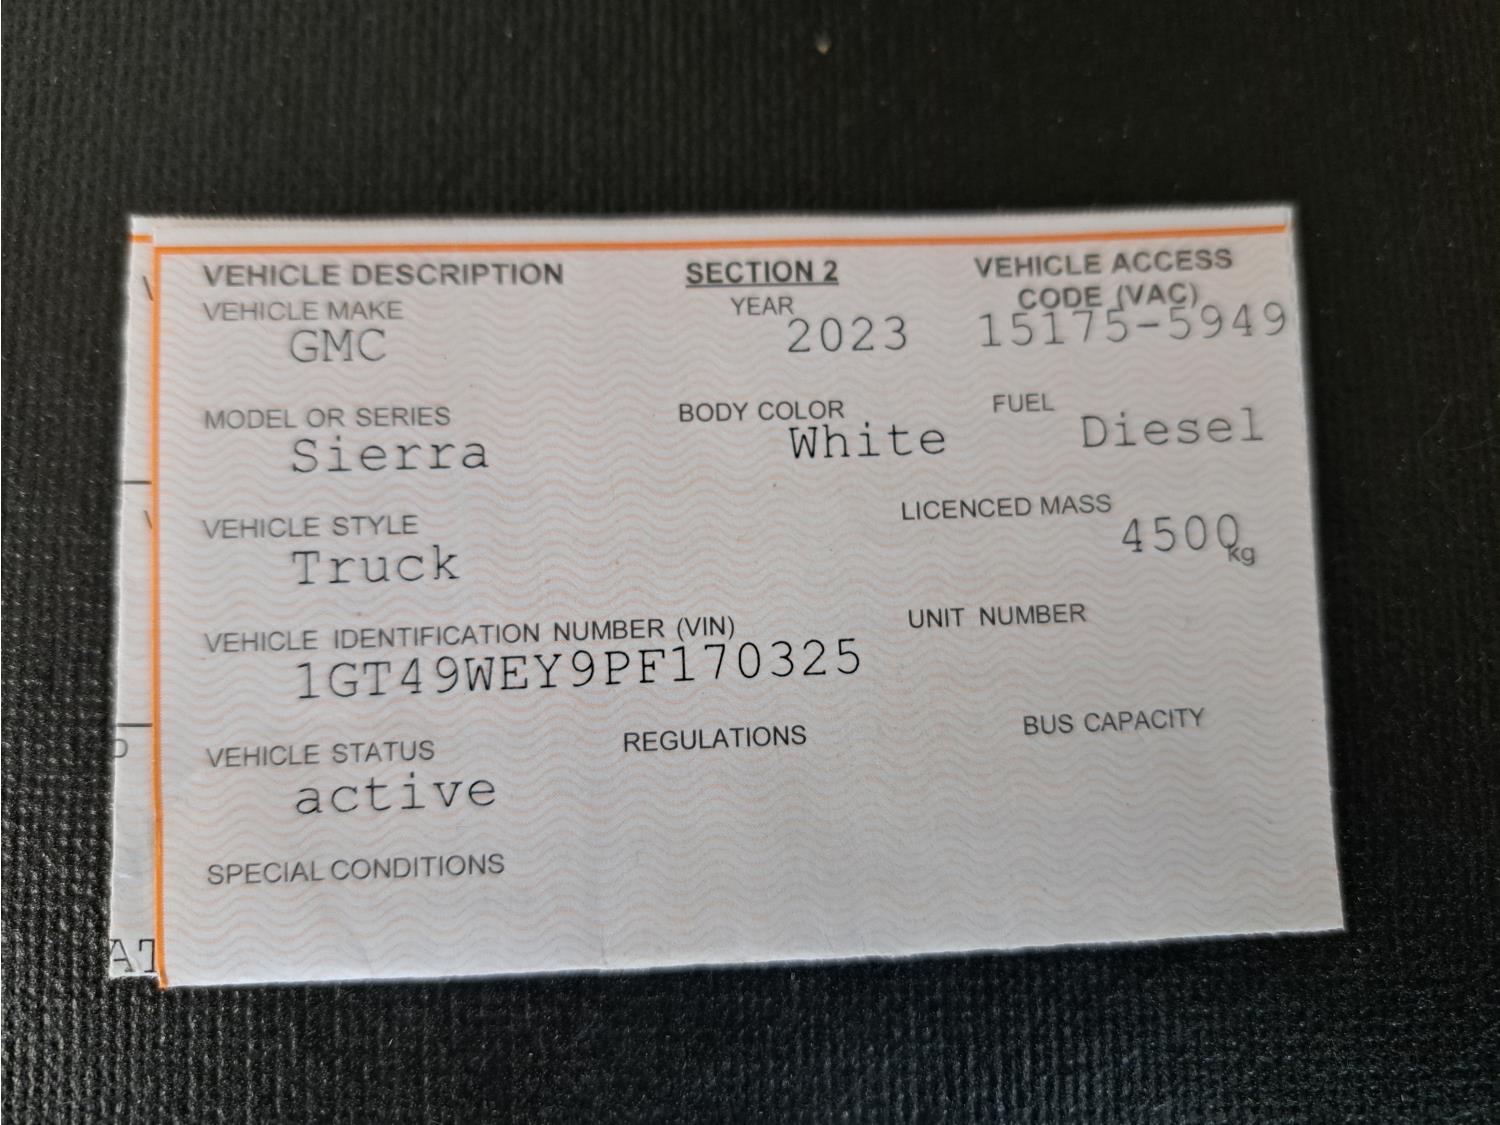 VEHICLE DESCRIPTION SECTION 2 VEHICLE ACCESS
CODE (VAC)
VEHICLE MAKE YEAR
GMC 2023 15175-5949
MODEL OR SERIES BODY COLOR FUEL
Sierra White Diesel
VEHICLE STYLE LICENCED MASS
Truck 4500 kg
VEHICLE IDENTIFICATION NUMBER (VIN) UNIT NUMBER
1GT49WEY9PF170325
VEHICLE STATUS REGULATIONS BUS CAPACITY
active
SPECIAL CONDITIONS